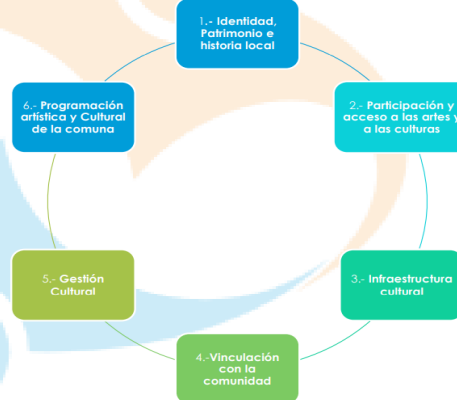 1.- Identidad,
Patrimonio e
historia local
2.- Participación y
acceso a las artes y
a las culturas
3.- Infraestructura
cultural
4.-Vinculación
con la
comunidad
5.- Gestión
Cultural
6.- Programación
artística y Cultural
de la comuna